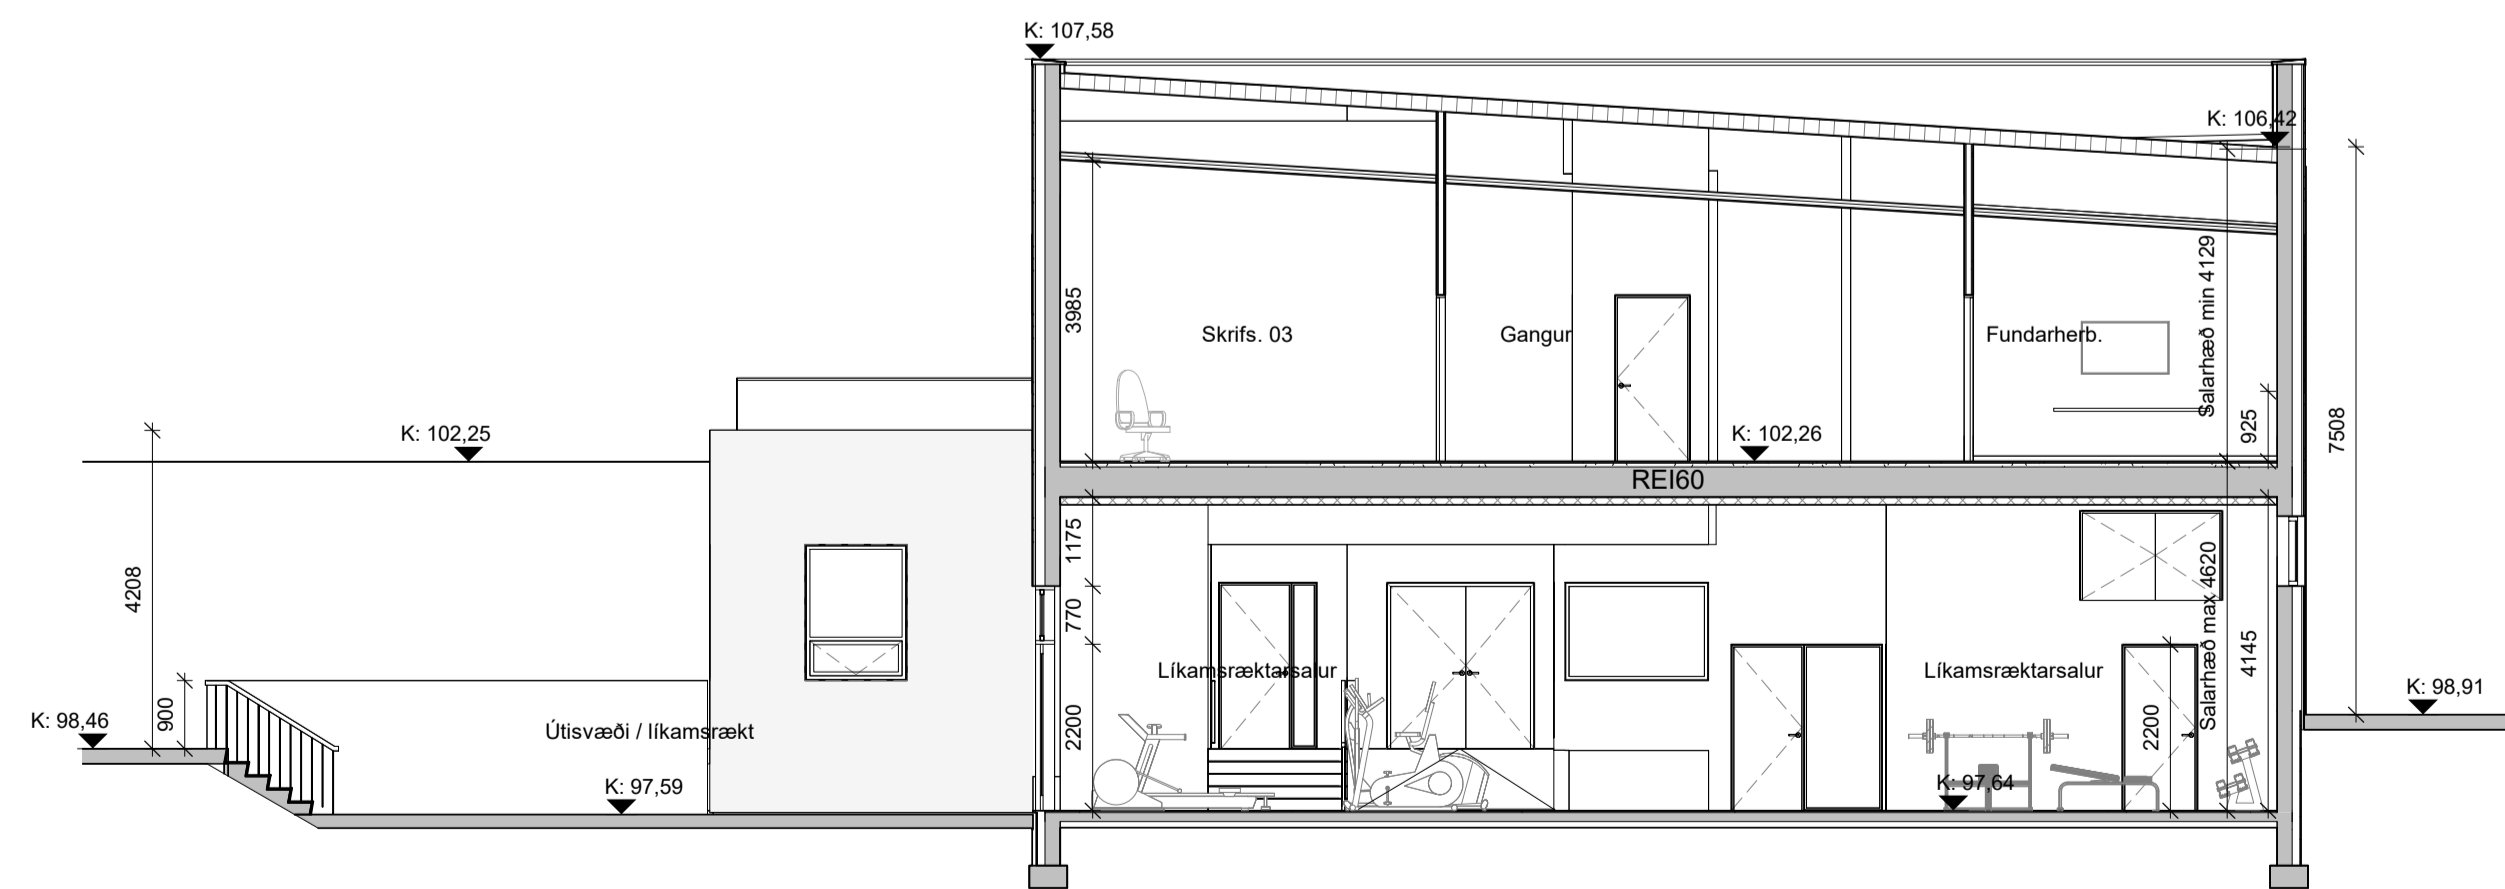 K: 107,58
K: 106,42
Salarhæð min 4129
3985
Skrifs. 03
Gangur
Fundarherb.
925
7508
K: 102,25
K: 102,26
REI60
1175
4208
770
Salarhæð max 4620
4145
Líkamsræktarsalur
Líkamsræktarsalur
K: 98,91
K: 98,46
900
Útisvæði / líkamsrækt
2200
2200
K: 97,59
K: 97,64